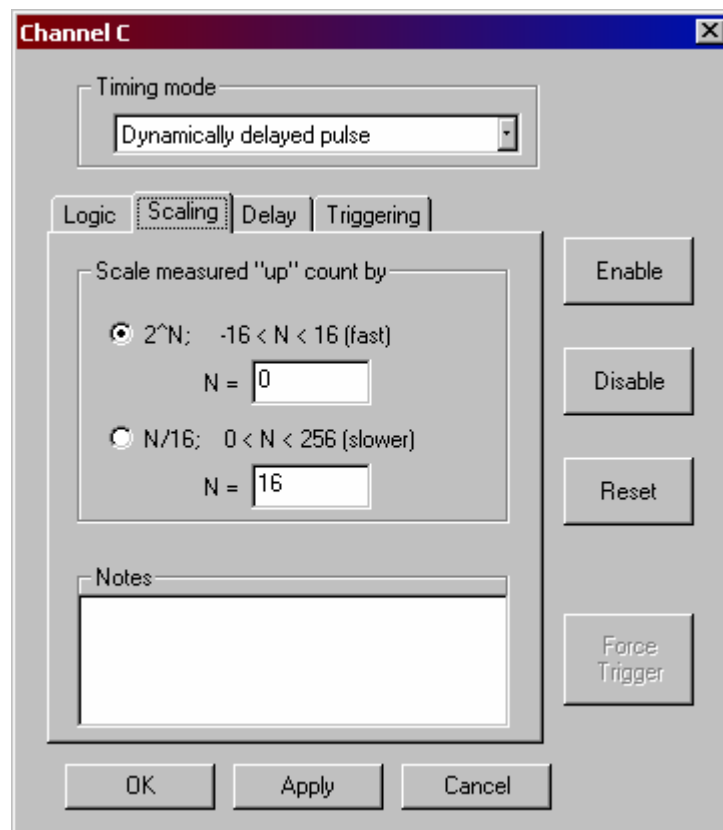 Channel C
Timing mode
Dynamically delayed pulse
Logic Scaling Delay Triggering
Scale measured "up" count by
2^N; -16 < N < 16 (fast)
N = 0
N/16; 0 < N < 256 (slower)
N = 16
Notes
Enable
Disable
Reset
Force
Trigger
OK Apply Cancel